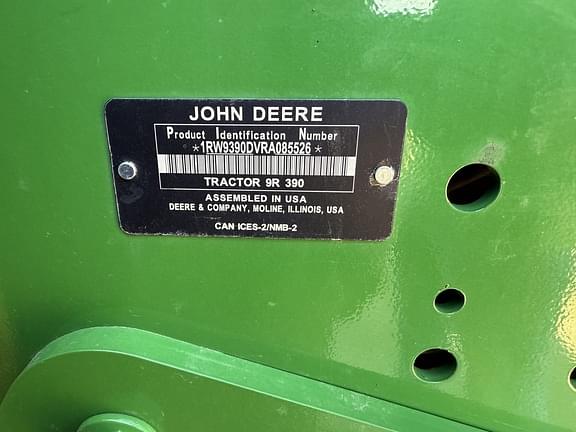 JOHN DEERE
Product Identification Number
*1RW9390DVRA085526*
TRACTOR 9R 390
ASSEMBLED IN USA
DEERE & COMPANY, MOLINE, ILLINOIS, USA
CAN ICES-2/NMB-2